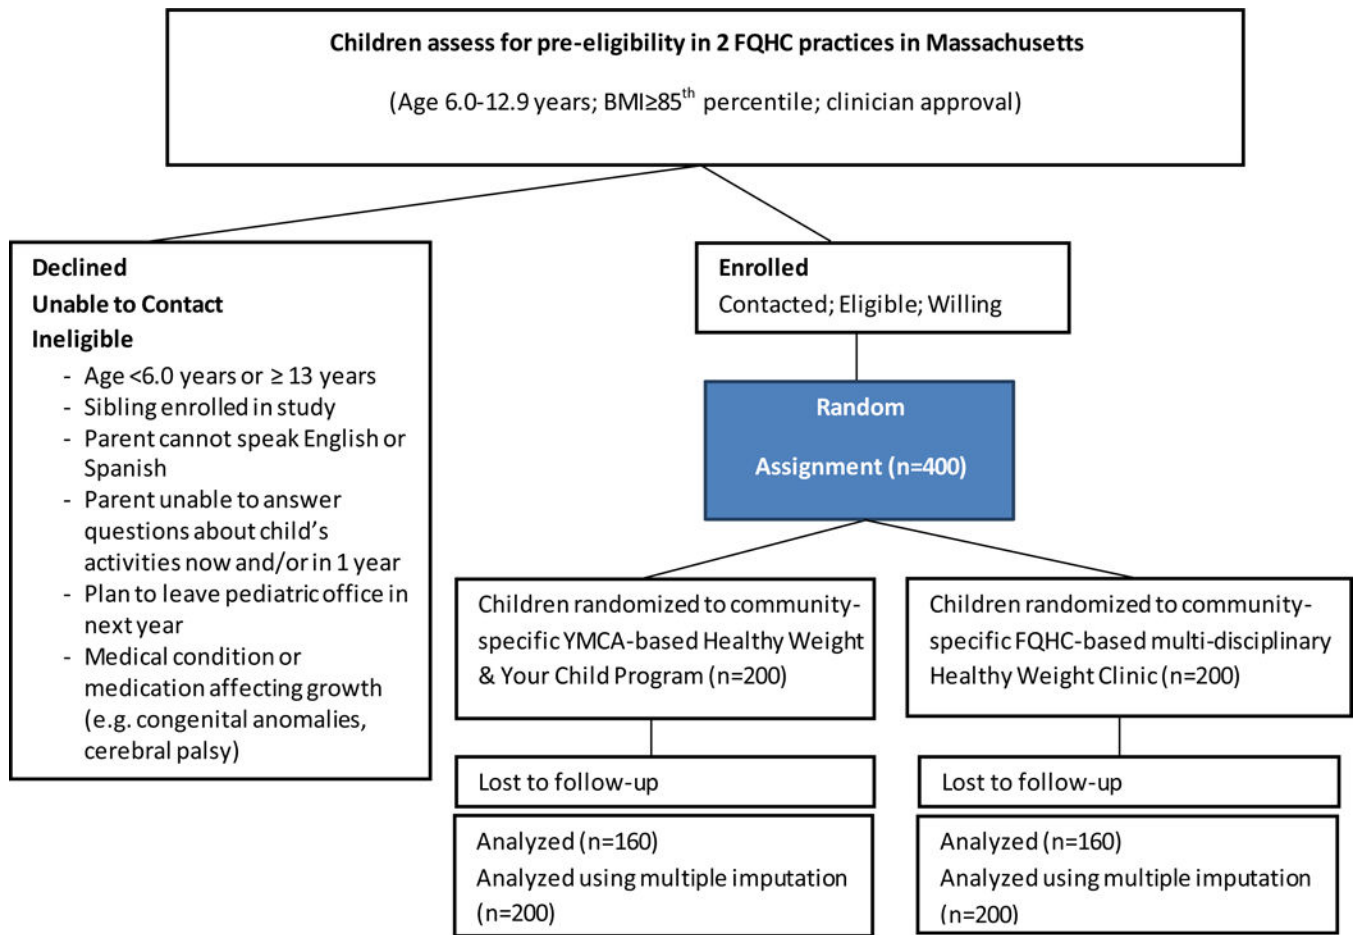 Children assess for pre-eligibility in 2 FQHC practices in Massachusetts
(Age 6.0-12.9 years; BMI≥85th percentile; clinician approval)
Declined
Unable to Contact
Ineligible
- Age <6.0 years or ≥ 13 years
- Sibling enrolled in study
- Parent cannot speak English or
Spanish
- Parent unable to answer
questions about child's
activities now and/or in 1 year
- Plan to leave pediatric office in
next year
- Medical condition or
medication affecting growth
(e.g. congenital anomalies,
cerebral palsy)
Enrolled
Contacted; Eligible; Willing
Random
Assignment (n=400)
Children randomized to community-
specific YMCA-based Healthy Weight
& Your Child Program (n=200)
Children randomized to community-
specific FQHC-based multi-disciplinary
Healthy Weight Clinic (n=200)
Lost to follow-up
Lost to follow-up
Analyzed (n=160)
Analyzed using multiple imputation
(n=200)
Analyzed (n=160)
Analyzed using multiple imputation
(n=200)